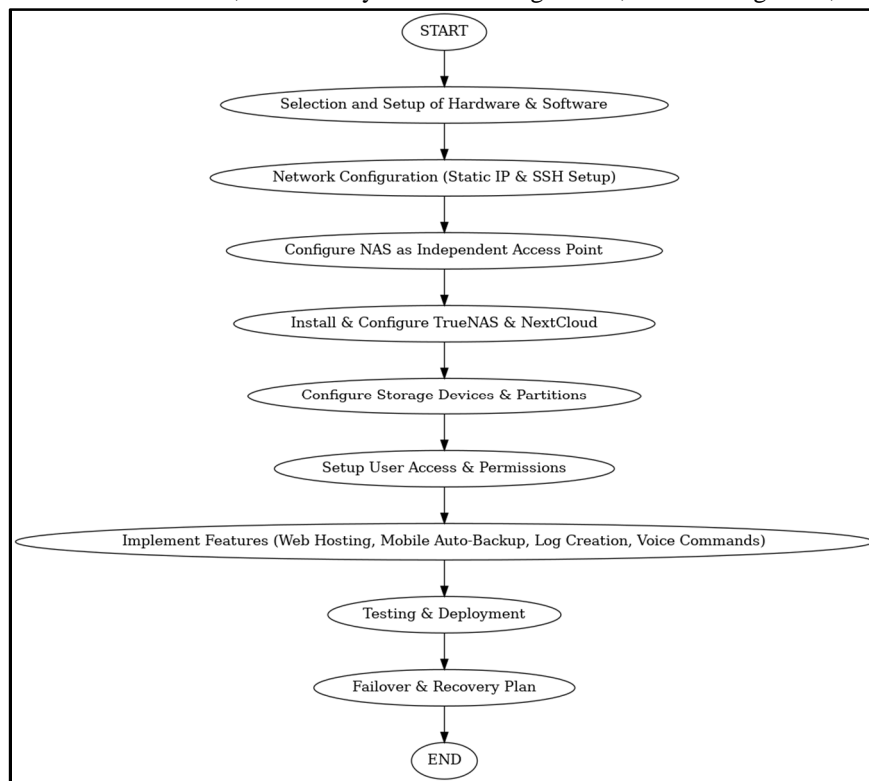 START
Selection and Setup of Hardware & Software
Network Configuration (Static IP & SSH Setup)
Configure NAS as Independent Access Point
Install & Configure TrueNAS & NextCloud
Configure Storage Devices & Partitions
Setup User Access & Permissions
Implement Features (Web Hosting, Mobile Auto-Backup, Log Creation, Voice Commands)
Testing & Deployment
Failover & Recovery Plan
END